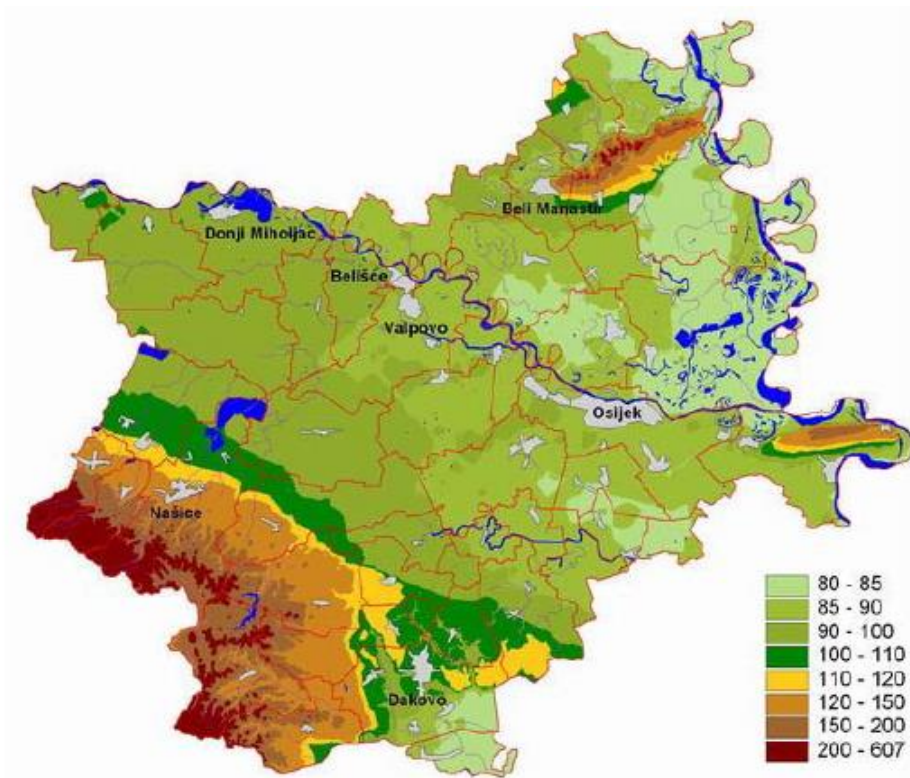 Beli Manastir
Donji Miholjac
Belišće
Valpovo
Osijek
Našice
Đakovo
80 - 85
85 - 90
90 - 100
100 - 110
110 - 120
120 - 150
150 - 200
200 - 607